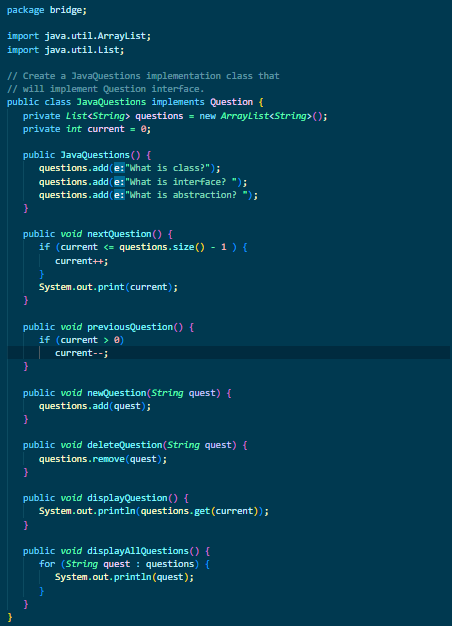 package bridge;
import java.util.ArrayList;
import java.util.List;
// Create a JavaQuestions implementation class that
// will implement Question interface.
public class JavaQuestions implements Question {
private List<String> questions = new ArrayList<String>();
private int current = 0;
public JavaQuestions() {
questions.add(e:"What is class?");
questions.add(e:"What is interface? ");
questions.add(e:"What is abstraction? ");
}
public void nextQuestion() {
if (current <= questions.size() - 1 ) {
current++;
}
System.out.print(current);
}
public void previousQuestion() {
if (current > 0)
current--;
}
public void newQuestion(String quest) {
questions.add(quest);
}
public void deleteQuestion(String quest) {
questions.remove(quest);
}
public void displayQuestion() {
System.out.println(questions.get(current));
}
public void displayAllQuestions() {
for (String quest : questions) {
System.out.println(quest);
}
}
}